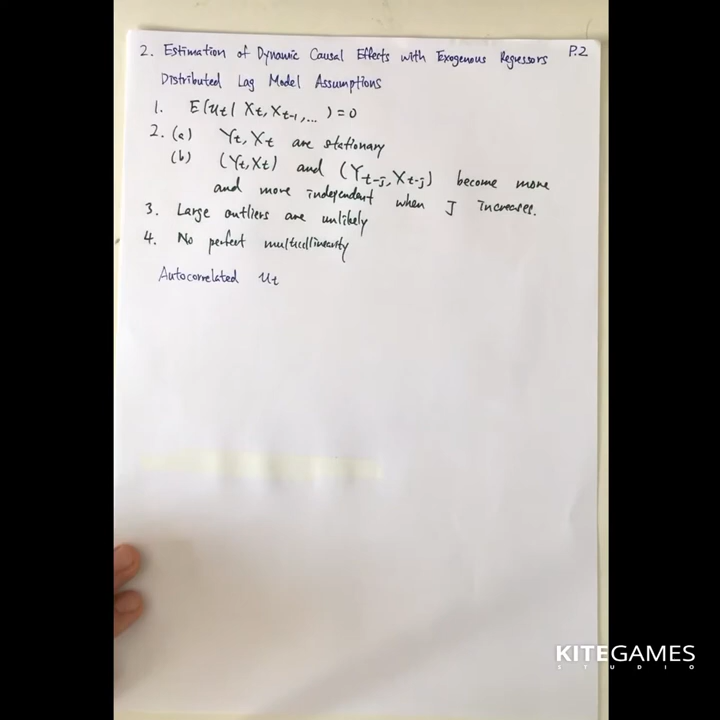 2. Estimation of Dynamic Causal Effects with Exogenous Regressors P.2
Distributed Lag Model Assumptions
1. E(ut | Xt, Xt-1, ... ) = 0
2. (a) Yt, Xt are stationary
(b) (Yt, Xt) and (Yt-j, Xt-j) become more
and more independent when J increases.
3. Large outliers are unlikely
4. No perfect multicollinearity
Autocorrelated ut
KITEGAMES
STUDIO